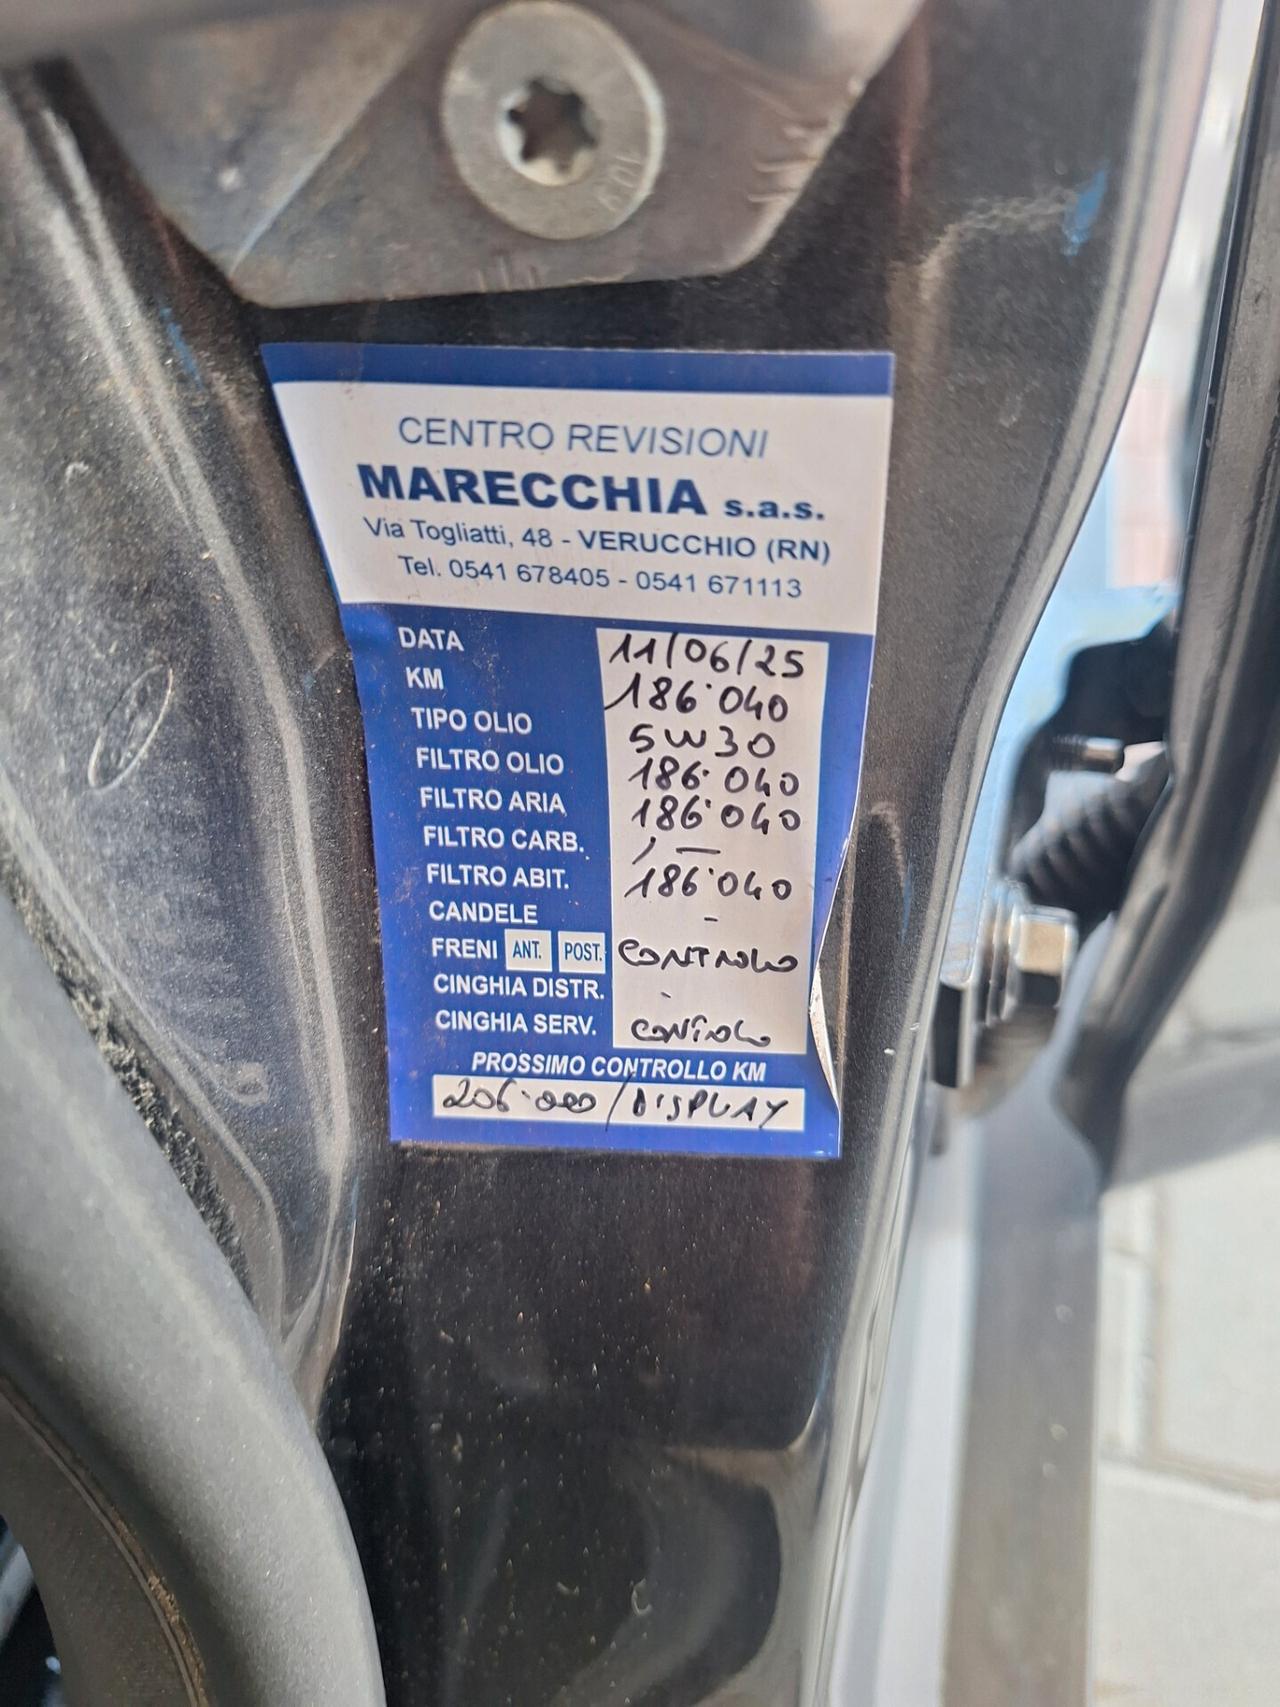 CENTRO REVISIONI
MARECCHIA s.a.s.
Via Togliatti, 48 - VERUCCHIO (RN)
Tel. 0541 678405 - 0541 671113
DATA 11/06/25
KM 186.040
TIPO OLIO 5W30
FILTRO OLIO 186.040
FILTRO ARIA 186.040
FILTRO CARB. , —
FILTRO ABIT. 186.040
CANDELE -
FRENI ANT. POST. CONTROLO
CINGHIA DISTR. -
CINGHIA SERV. CONTROLO
PROSSIMO CONTROLLO KM
206.000/DISPLAY